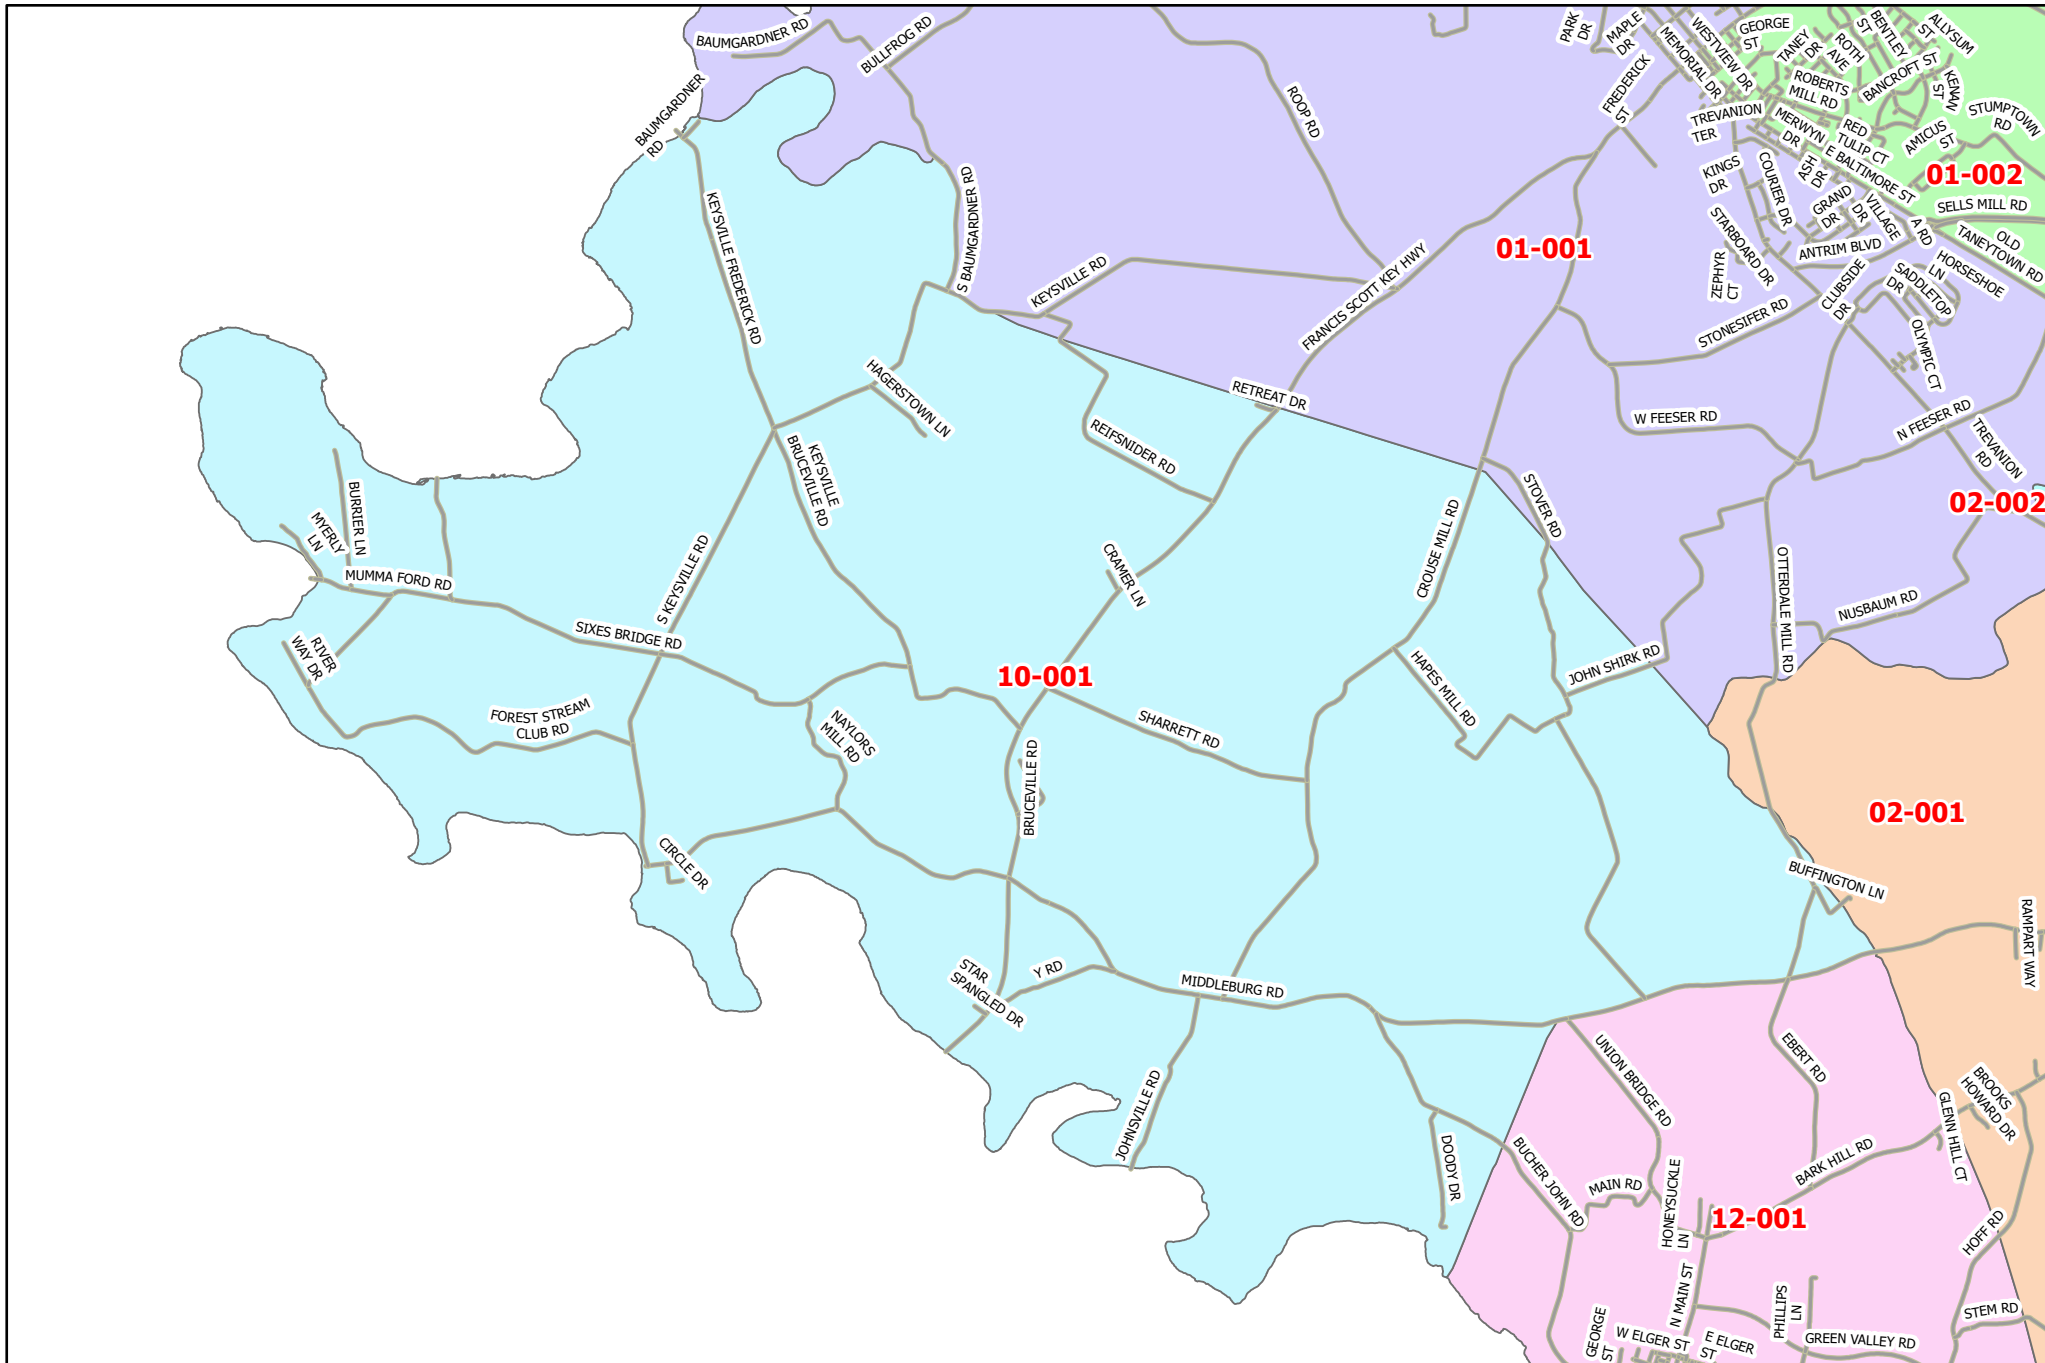 BAUMGARDNER RD
BULLFROG RD
PARK
DR
MAPLE
DR
MEMORIAL DR
WESTVIEW DR
GEORGE
ST
TANEY
DR
ROTH
AVE
BENTLEY
ST
ALLYSUM
ST
BAUMGARDNER
RD
ROOP RD
FREDERICK
ST
ROBERTS
MILL RD
BANCROFT ST
KENAN
ST
STUMPTOWN
RD
TREVANION
TER
MERWYN
DR
RED
TULIP CT
AMICUS
ST
E BALTIMORE ST
01-002
KINGS
DR
COURIER DR
ASH
DR
GRAND
DR
VILLAGE
DR
SELLS MILL RD
A RD
OLD
TANEYTOWN RD
KEYSVILLE FREDERICK RD
S BAUMGARDNER RD
KEYSVILLE RD
FRANCIS SCOTT KEY HWY
01-001
STARBOARD DR
ZEPHYR
CT
ANTRIM BLVD
CLUBSIDE
DR
SADDLETOP
DR
HORSESHOE
LN
STONESIFER RD
OLYMPIC CT
HAGERSTOWN LN
RETREAT DR
W FEESER RD
N FEESER RD
TREVANION
RD
REIFSNIDER RD
KEYSVILLE
BRUCEVILLE RD
STOVER RD
02-002
BURRIER LN
MYERLY
LN
MUMMA FORD RD
S KEYSVILLE RD
CRAMER LN
CROUSE MILL RD
OTTERDALE MILL RD
NUSBAUM RD
SIXES BRIDGE RD
RIVER
WAY DR
10-001
HAPES MILL RD
JOHN SHIRK RD
FOREST STREAM
CLUB RD
NAYLORS
MILL RD
SHARRETT RD
BRUCEVILLE RD
02-001
CIRCLE DR
BUFFINGTON LN
RAMPART WAY
STAR
SPANGLED DR
Y RD
MIDDLEBURG RD
JOHNSVILLE RD
UNION BRIDGE RD
EBERT RD
BROOKS
HOWARD DR
GLENN HILL CT
DOODY DR
BUCHER JOHN RD
MAIN RD
HONEYSUCKLE
LN
BARK HILL RD
12-001
HOFF RD
N MAIN ST
PHILLIPS
LN
STEM RD
GEORGE
ST
W ELGER ST
E ELGER
ST
GREEN VALLEY RD